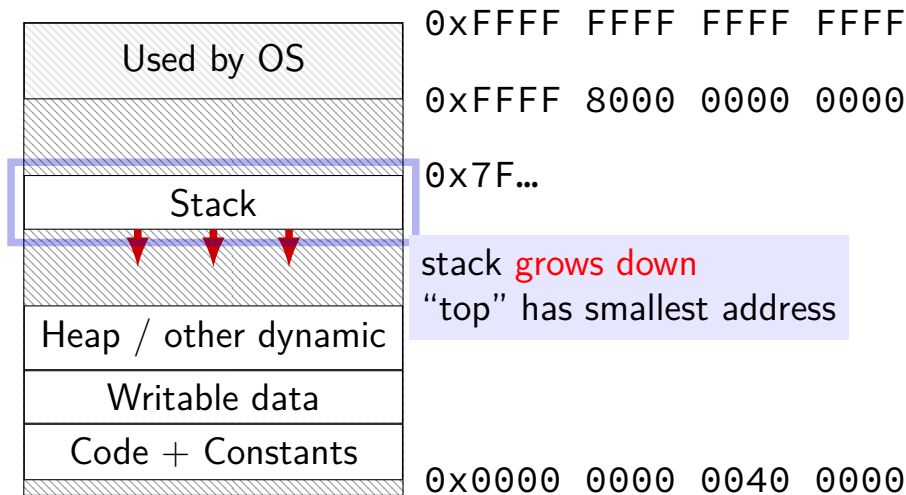 0xFFFF FFFF FFFF FFFF
Used by OS
0xFFFF 8000 0000 0000
0x7F…
Stack
stack grows down
“top” has smallest address
Heap / other dynamic
Writable data
Code + Constants
0x0000 0000 0040 0000